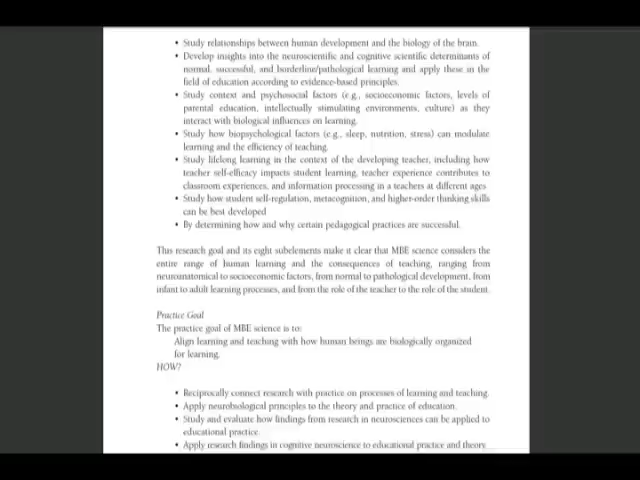 • Study relationships between human development and the biology of the brain.
• Develop insights into the neuroscientific and cognitive scientific determinants of
normal, successful, and borderline/pathological learning and apply these in the
field of education according to evidence-based principles.
• Study context and psychosocial factors (e.g., socioeconomic factors, levels of
parental education, intellectually stimulating environments, culture) as they
interact with biological influences on learning.
• Study how biopsychological factors (e.g., sleep, nutrition, stress) can modulate
learning and the efficiency of teaching.
• Study lifelong learning in the context of the developing teacher, including how
teacher self-efficacy impacts student learning, teacher experience contributes to
classroom experiences, and information processing in a teachers at different ages
• Study how student self-regulation, metacognition, and higher-order thinking skills
can be best developed
• By determining how and why certain pedagogical practices are successful.
This research goal and its eight subelements make it clear that MBE science considers the
entire range of human learning and the consequences of teaching, ranging from
neuroanatomical to socioeconomic factors, from normal to pathological development, from
infant to adult learning processes, and from the role of the teacher to the role of the student.
Practice Goal
The practice goal of MBE science is to:
Align learning and teaching with how human beings are biologically organized
for learning.
HOW?
• Reciprocally connect research with practice on processes of learning and teaching.
• Apply neurobiological principles to the theory and practice of education.
• Study and evaluate how findings from research in neurosciences can be applied to
educational practice.
• Apply research findings in cognitive neuroscience to educational practice and theory.